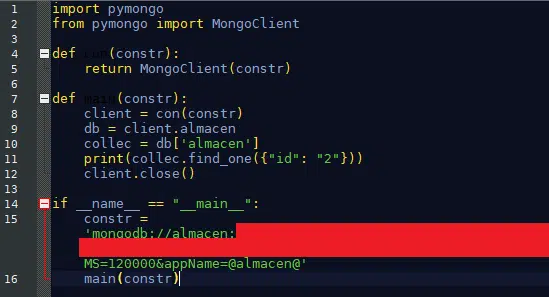 1 import pymongo
2 from pymongo import MongoClient
3
4 def con(constr):
5     return MongoClient(constr)
6
7 def main(constr):
8     client = con(constr)
9     db = client.almacen
10     collec = db['almacen']
11     print(collec.find_one({"id": "2"}))
12     client.close()
13
14 if __name__ == "__main__":
15     constr =
    'mongodb://almacen:
    MS=120000&appName=@almacen@'
16     main(constr)